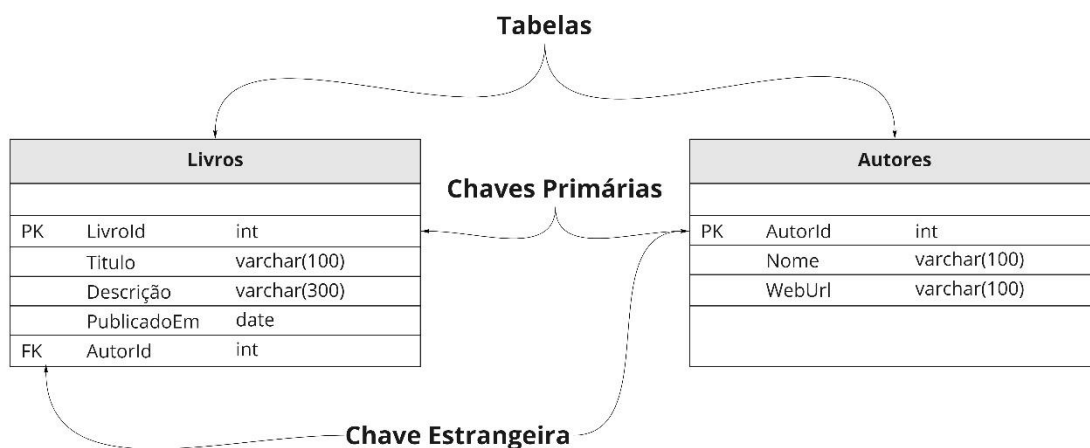 Tabelas
Livros
Autores
Chaves Primárias
PK LivroId int
Titulo varchar(100)
Descrição varchar(300)
PublicadoEm date
FK AutorId int
PK AutorId int
Nome varchar(100)
WebUrl varchar(100)
Chave Estrangeira